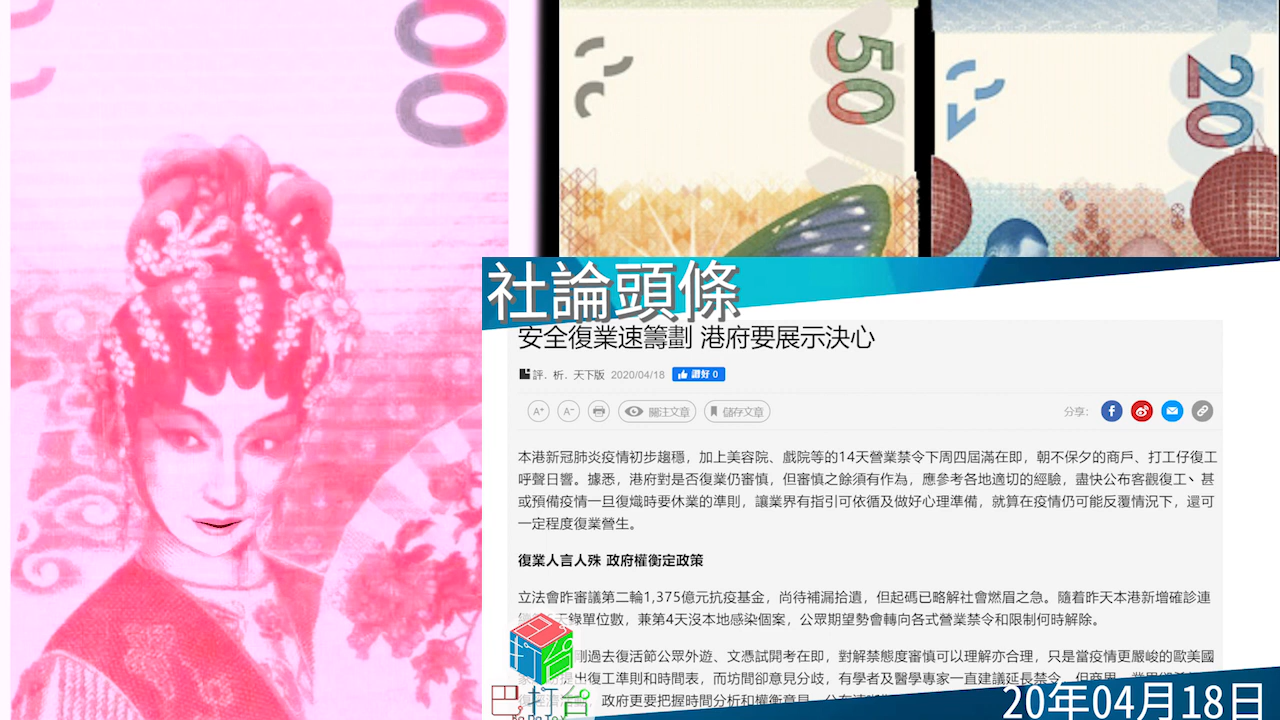 00
50
20
社論頭條
安全復業速籌劃 港府要展示決心
評．析．天下版 2020/04/18 讚好 0
A+ A- 關注文章 儲存文章 分享：
本港新冠肺炎疫情初步趨穩，加上美容院、戲院等的14天營業禁令下周四屆滿在即，朝不保夕的商戶、打工仔復工
呼聲日響。據悉，港府對是否復業仍審慎，但審慎之餘須有作為，應參考各地適切的經驗，盡快公布客觀復工、甚
或預備疫情一旦復熾時要休業的準則，讓業界有指引可依循及做好心理準備，就算在疫情仍可能反覆情況下，還可
一定程度復業營生。
復業人言人殊 政府權衡定政策
立法會昨審議第二輪1,375億元抗疫基金，尚待補漏拾遺，但起碼已略解社會燃眉之急。隨着昨天本港新增確診連
天錄單位數，兼第4天沒本地感染個案，公眾期望勢會轉向各式營業禁令和限制何時解除。
剛過去復活節公眾外遊、文憑試開考在即，對解禁態度審慎可以理解亦合理，只是當疫情更嚴峻的歐美國
出復工準則和時間表，而坊間卻意見分歧，有學者及醫學專家一直建議延長禁令，但商界、業界
政府更要把握時間分析和權衡意見，公布
巴打台
20年04月18日